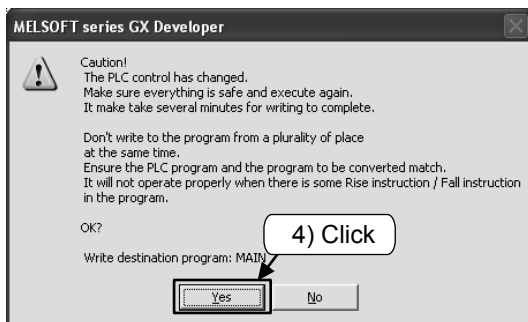 MELSOFT series GX Developer
Caution!
The PLC control has changed.
Make sure everything is safe and execute again.
It make take several minutes for writing to complete.
Don't write to the program from a plurality of place
at the same time.
Ensure the PLC program and the program to be converted match.
It will not operate properly when there is some Rise instruction / Fall instruction
in the program.
OK?
4) Click
Write destination program: MAIN
Yes
No